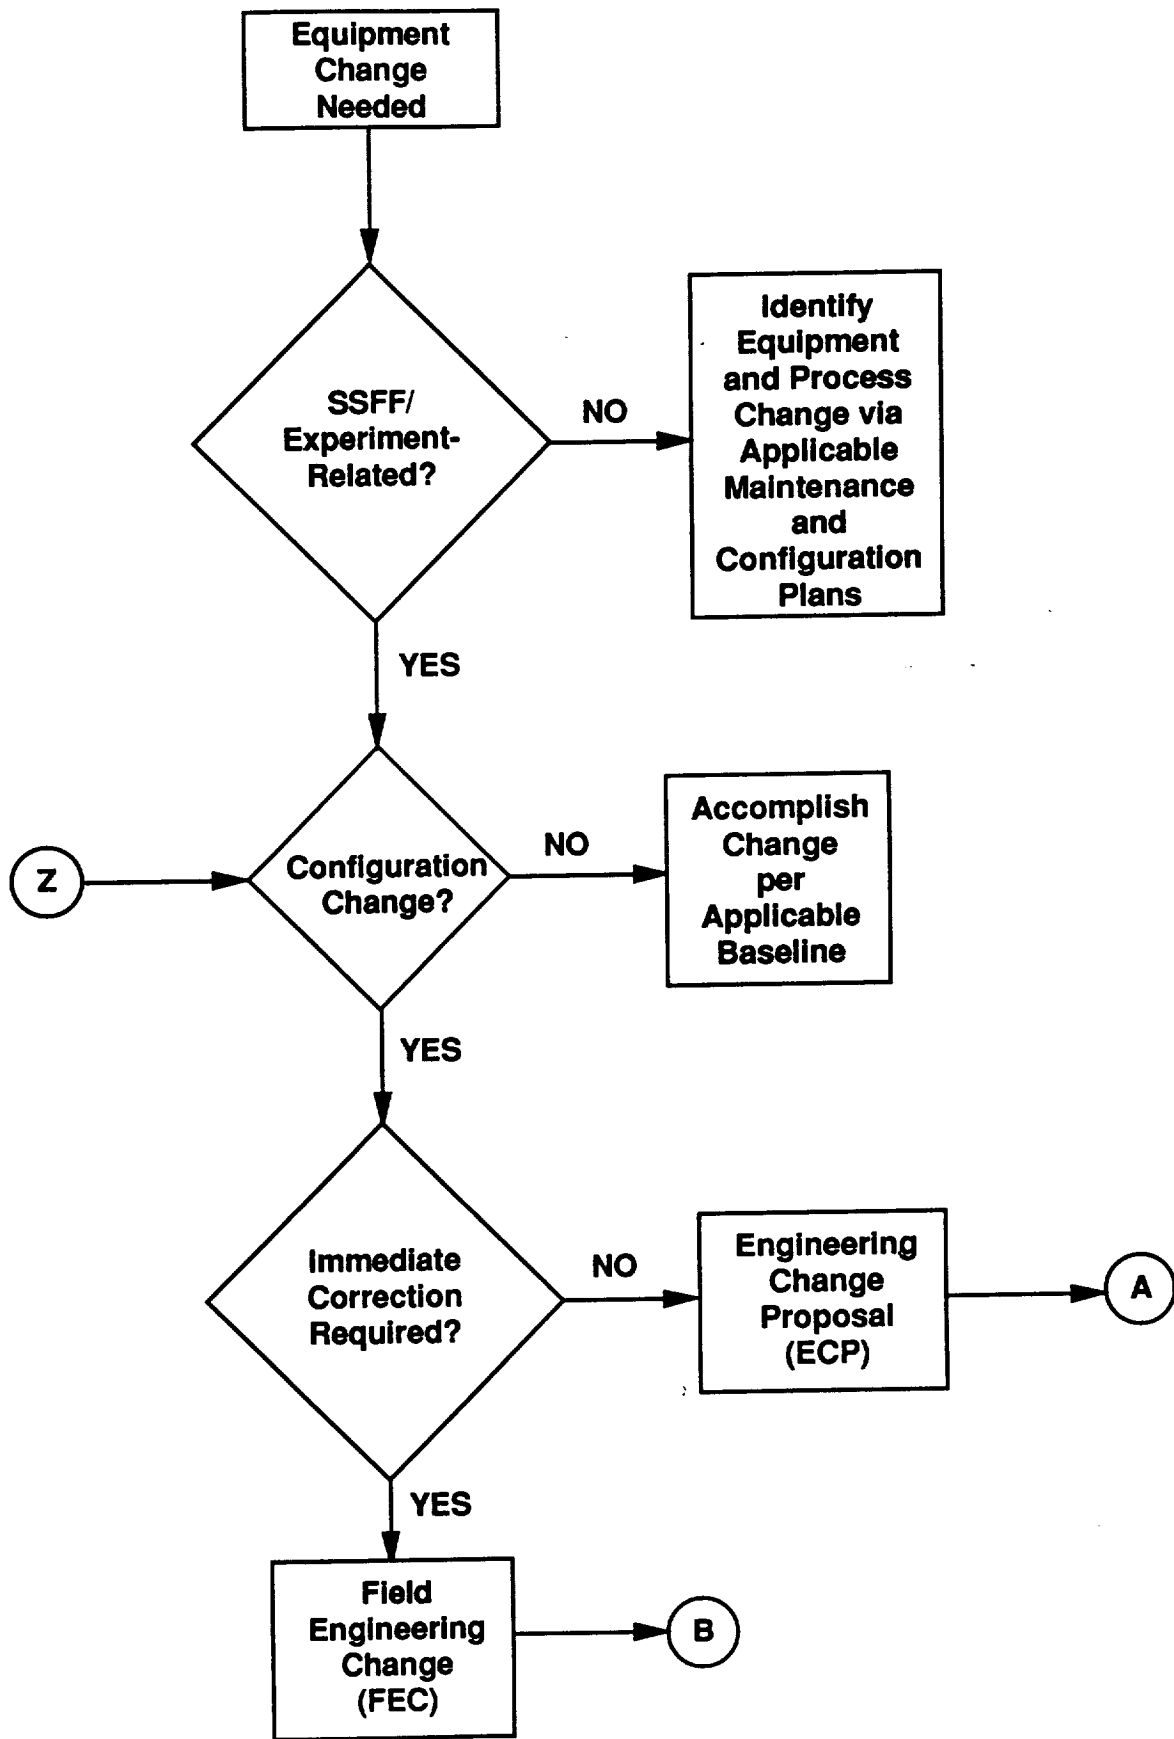 Equipment
Change
Needed
SSFF/
Experiment-
Related?
NO
Identify
Equipment
and Process
Change via
Applicable
Maintenance
and
Configuration
Plans
YES
Z
Configuration
Change?
NO
Accomplish
Change
per
Applicable
Baseline
YES
Immediate
Correction
Required?
NO
Engineering
Change
Proposal
(ECP)
A
YES
Field
Engineering
Change
(FEC)
B